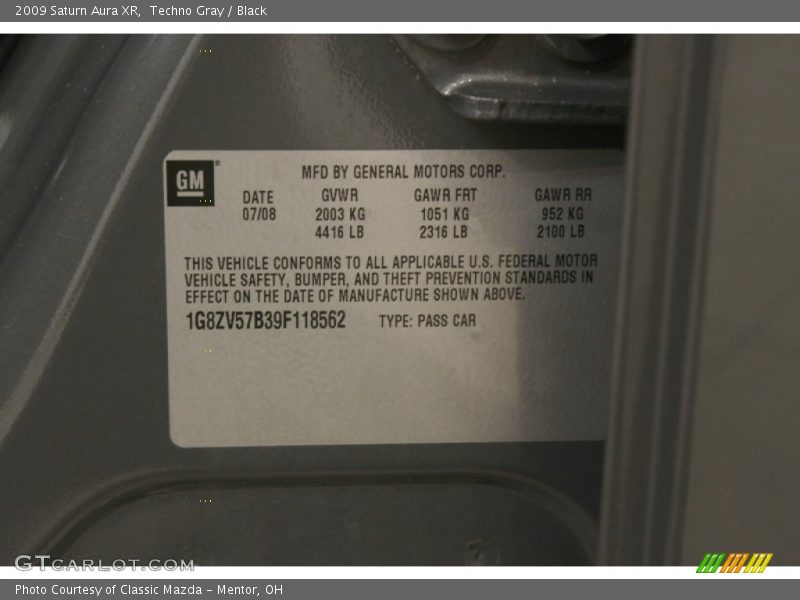 2009 Saturn Aura XR,  Techno Gray / Black
GM
MFD BY GENERAL MOTORS CORP.
DATE GVWR GAWR FRT GAWR RR
07/08 2003 KG 1051 KG 952 KG
4416 LB 2316 LB 2100 LB
THIS VEHICLE CONFORMS TO ALL APPLICABLE U.S. FEDERAL MOTOR
VEHICLE SAFETY, BUMPER, AND THEFT PREVENTION STANDARDS IN
EFFECT ON THE DATE OF MANUFACTURE SHOWN ABOVE.
1G8ZV57B39F118562 TYPE: PASS CAR
GTCARLOT.COM
Photo Courtesy of Classic Mazda - Mentor, OH